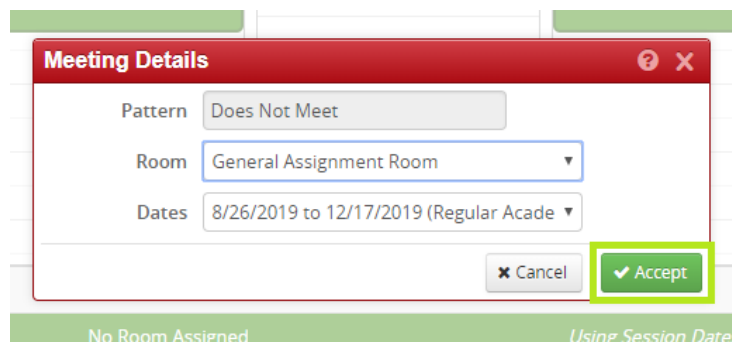 Meeting Details
Pattern Does Not Meet
Room General Assignment Room
Dates 8/26/2019 to 12/17/2019 (Regular Acade
Cancel Accept
No Room Assigned Using Session Date